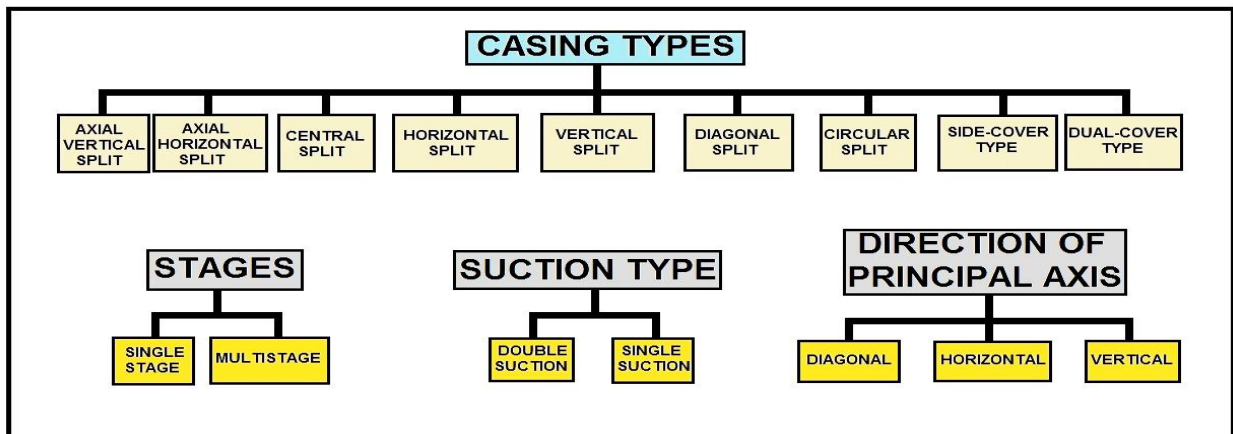 CASING TYPES
AXIAL
VERTICAL
SPLIT
AXIAL
HORIZONTAL
SPLIT
CENTRAL
SPLIT
HORIZONTAL
SPLIT
VERTICAL
SPLIT
DIAGONAL
SPLIT
CIRCULAR
SPLIT
SIDE-COVER
TYPE
DUAL-COVER
TYPE
STAGES
SINGLE
STAGE
MULTISTAGE
SUCTION TYPE
DOUBLE
SUCTION
SINGLE
SUCTION
DIRECTION OF
PRINCIPAL AXIS
DIAGONAL
HORIZONTAL
VERTICAL